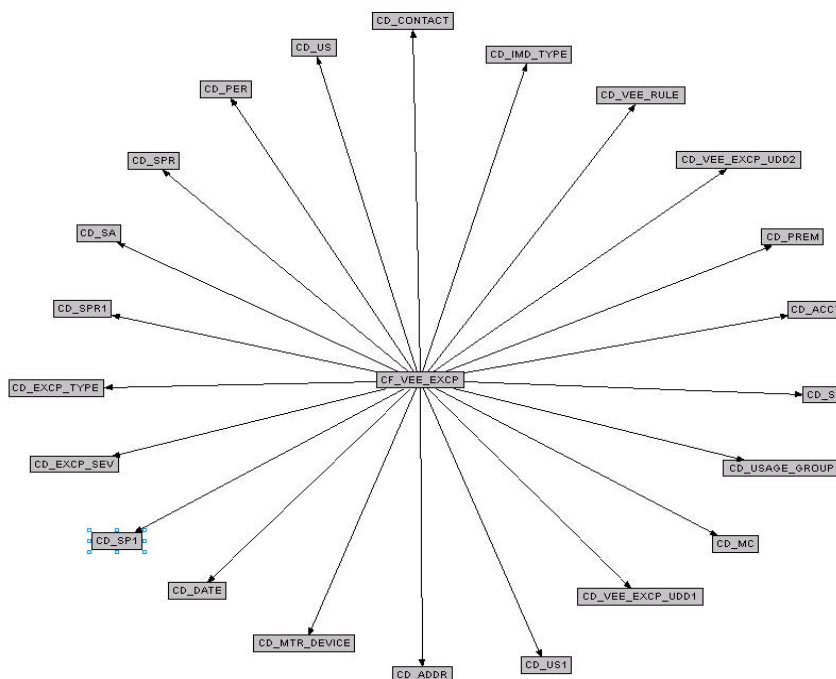 CD_CONTACT
CD_US
CD_IMD_TYPE
CD_PER
CD_VEE_RULE
CD_SPR
CD_VEE_EXCP_UDD2
CD_SA
CD_PREM
CD_SPR1
CD_ACCT
CF_VEE_EXCP
CD_EXCP_TYPE
CD_S
CD_EXCP_SEV
CD_USAGE_GROUP
CD_SP1
CD_MC
CD_DATE
CD_VEE_EXCP_UDD1
CD_MTR_DEVICE
CD_US1
CD_ADDR